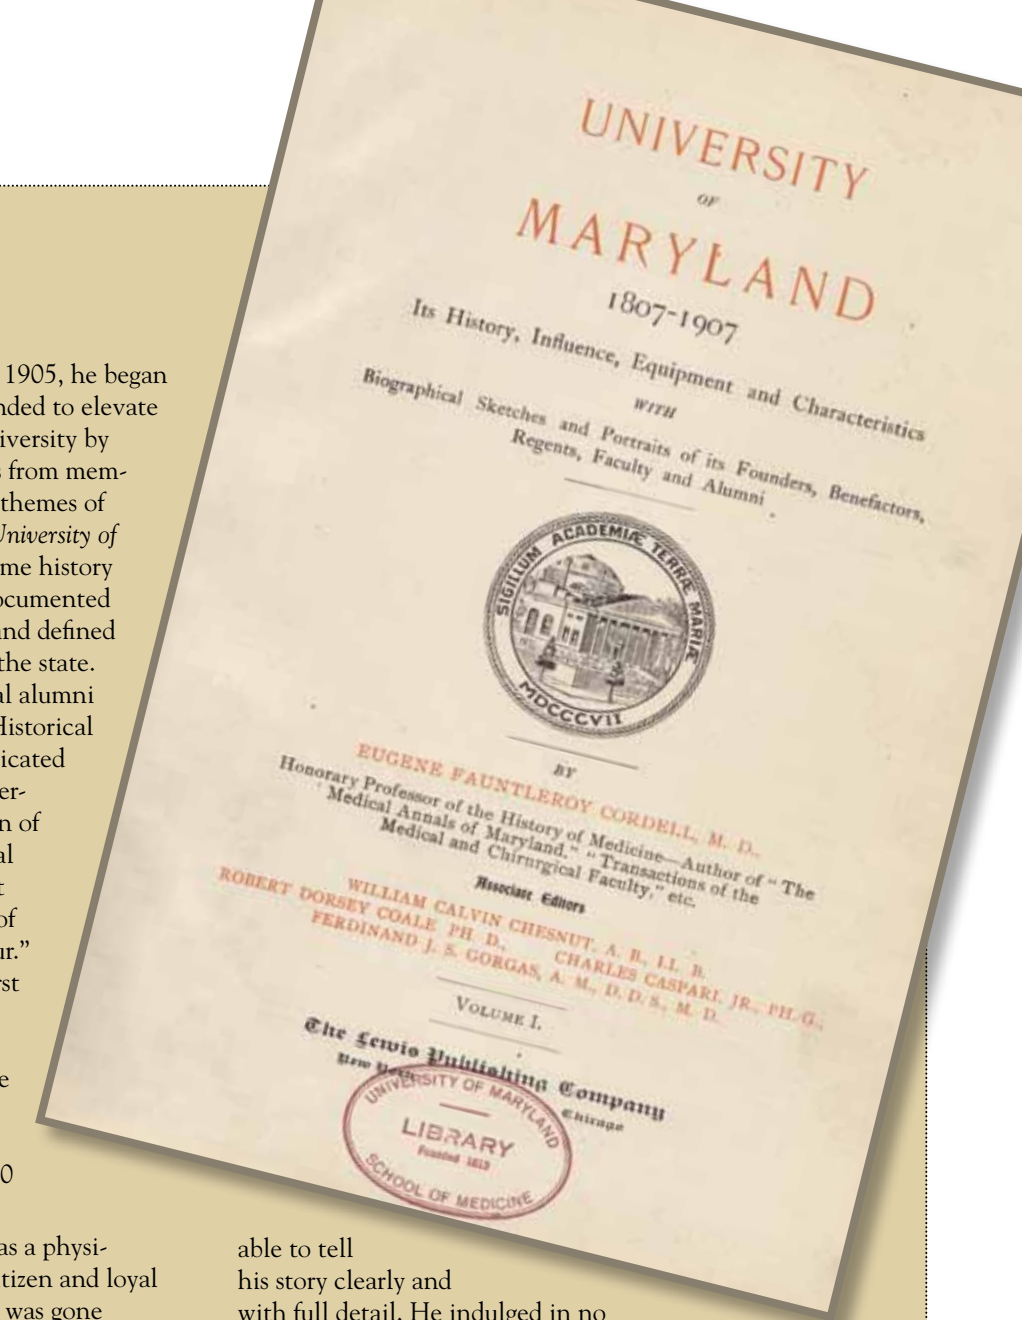 UNIVERSITY
OF
MARYLAND
1807-1907
Its History, Influence, Equipment and Characteristics
WITH
Biographical Sketches and Portraits of its Founders, Benefactors,
Regents, Faculty and Alumni
SIGILLUM ACADEMIÆ TERRÆ MARIÆ
MDCCCVII
BY
EUGENE FAUNTLEROY CORDELL, M. D.,
Honorary Professor of the History of Medicine—Author of "The
Medical Annals of Maryland." "Transactions of the
Medical and Chirurgical Faculty," etc.
Associate Editors
WILLIAM CALVIN CHESNUT, A. B., LL. B.
ROBERT DORSEY COALE PH. D., CHARLES CASPARI, JR., PH. G.,
FERDINAND J. S. GORGAS, A. M., D. D. S., M. D.
VOLUME I.
The Lewis Publishing Company
New York Chicago
UNIVERSITY OF MARYLAND
LIBRARY
Founded 1813
SCHOOL OF MEDICINE
1905, he began
nded to elevate
iversity by
s from mem-
themes of
University of
me history
ocumented
and defined
the state.
al alumni
Historical
icated
er-
n of
al
t
of
ur."
rst
e
0
as a physi-
tizen and loyal
was gone
able to tell
his story clearly and
with full detail. He indulged in no